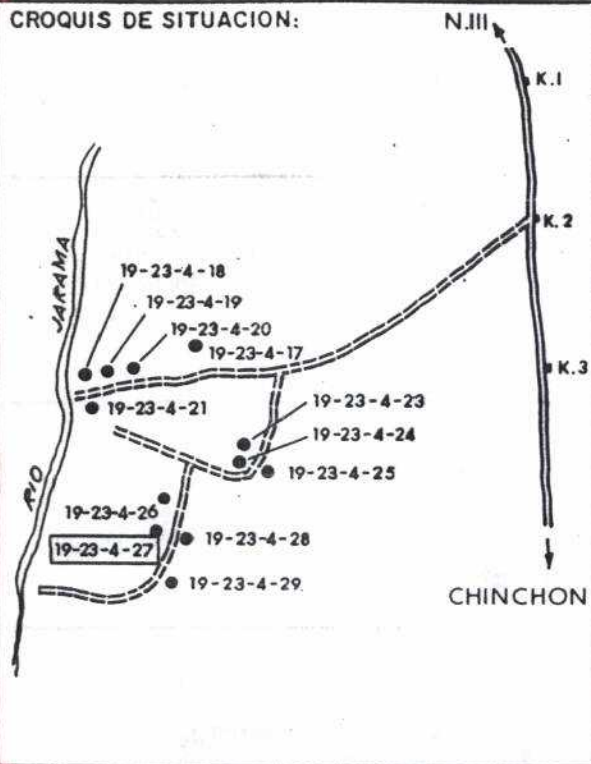 CROQUIS DE SITUACION:
N.III
K.1
K.2
K.3
CHINCHON
RIO JARAMA
19-23-4-18
19-23-4-19
19-23-4-20
19-23-4-17
19-23-4-21
19-23-4-23
19-23-4-24
19-23-4-25
19-23-4-26
19-23-4-27
19-23-4-28
19-23-4-29